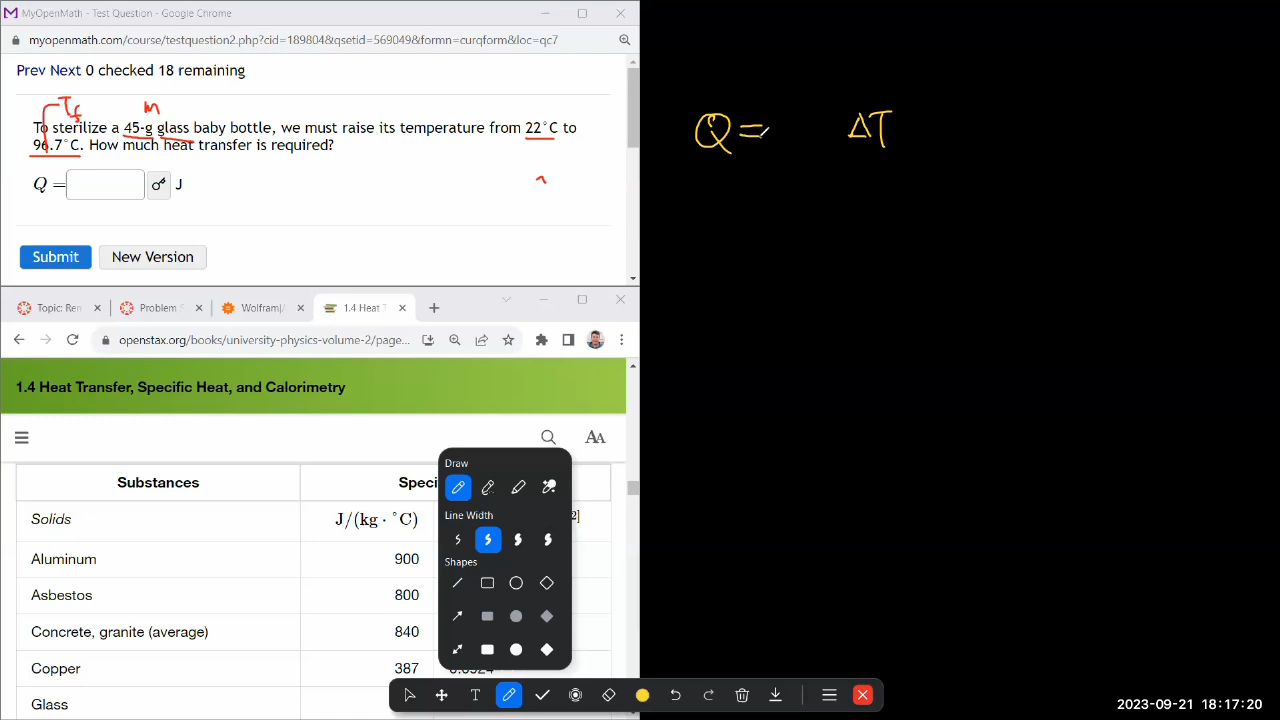 MyOpenMath - Test Question - Google Chrome
myopenmath.com/course/testquestion2.php?cid=189804&qsetid=569049&formn=curqform&loc=qc7
Prev Next 0 checked 18 remaining
Tf
m
To sterilize a 45-g glass baby bottle, we must raise its temperature from 22°C to
96.7°C. How much heat transfer is required?
Q =
J
Submit
New Version
Q = ΔT
Topic: Ren
Problem S
Wolfram|A
1.4 Heat T
openstax.org/books/university-physics-volume-2/page...
1.4 Heat Transfer, Specific Heat, and Calorimetry
AA
Substances
Speci
Solids
J/(kg · °C)
2]
Aluminum
900
Asbestos
800
Concrete, granite (average)
840
Copper
387
0.0924
Glass
Draw
Line Width
Shapes
T
2023-09-21 18:17:20